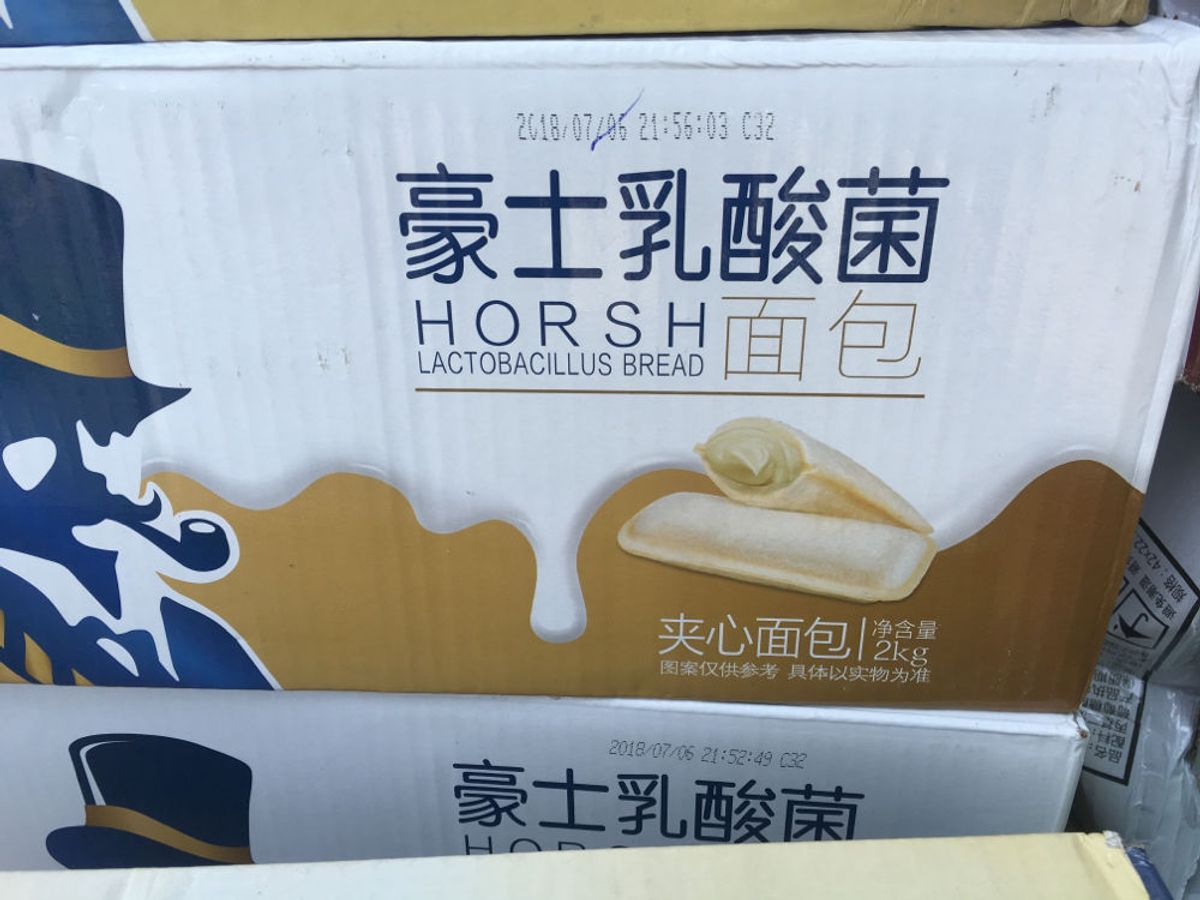 2018/07/06 21:56:03 C32
豪士乳酸菌
HORSH 面包
LACTOBACILLUS BREAD
夹心面包 净含量
2kg
图案仅供参考 具体以实物为准
2018/07/06 21:52:49 C32
豪士乳酸菌
HORS